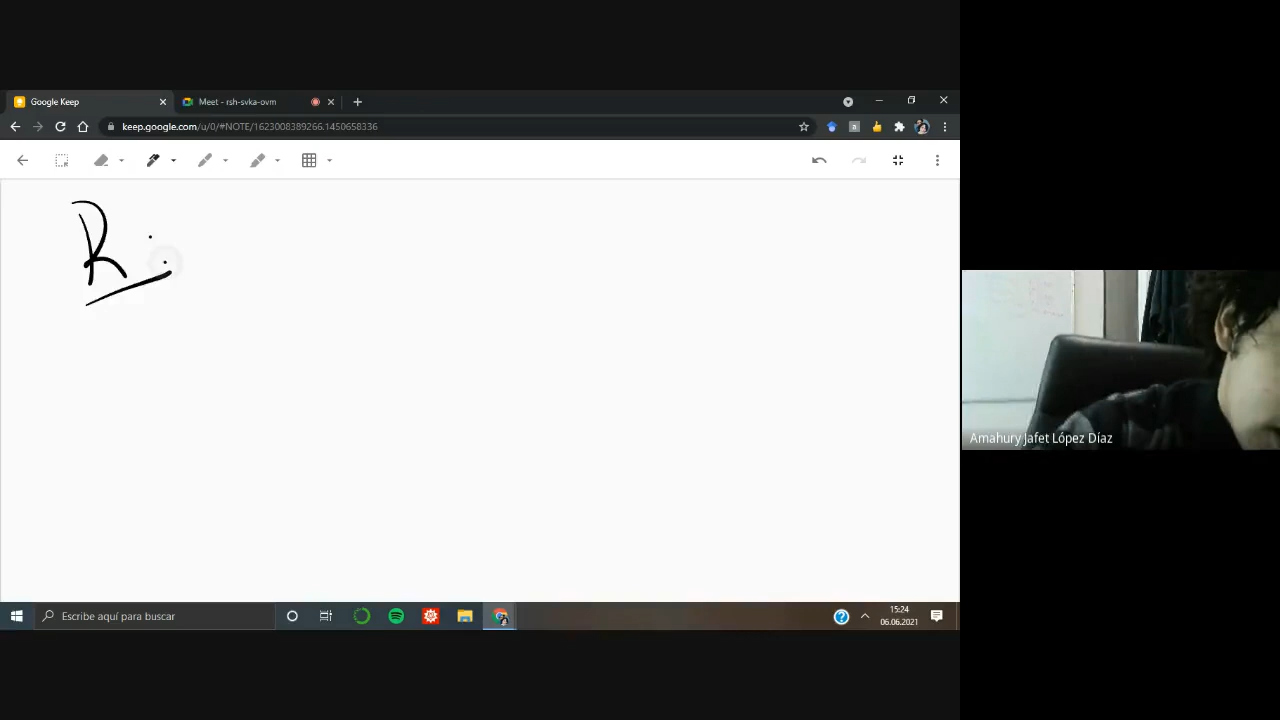 Google Keep
Meet - rsh-svka-ovm
keep.google.com/u/0/#NOTE/1623008389266.1450658336
R:
Amahury Jafet López Díaz
Escribe aquí para buscar
15:24
06.06.2021